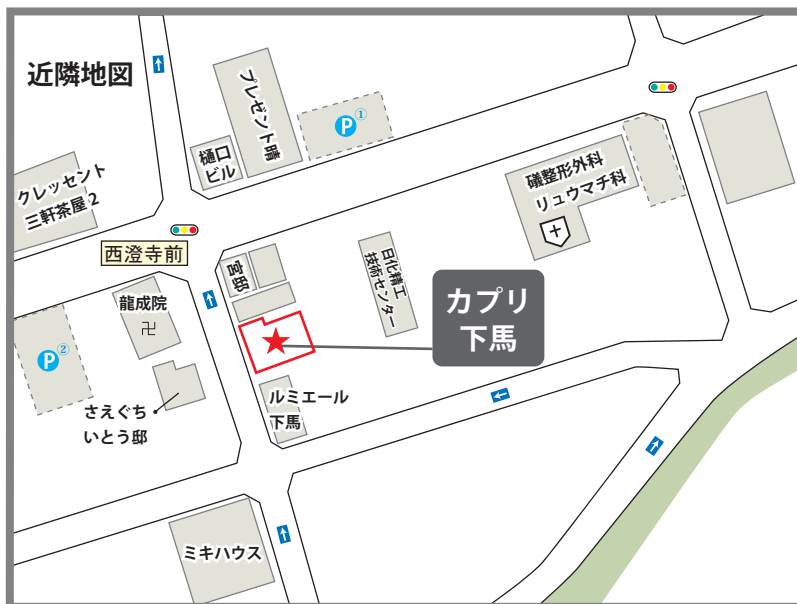 近隣地図
プレゼント晴
P①
樋口
ビル
クレッセント
三軒茶屋2
礒整形外科
リュウマチ科
西澄寺前
宮邸
日化精工
技術センター
カプリ
下馬
龍成院
卍
P②
さえぐち
いとう邸
ルミエール
下馬
ミキハウス